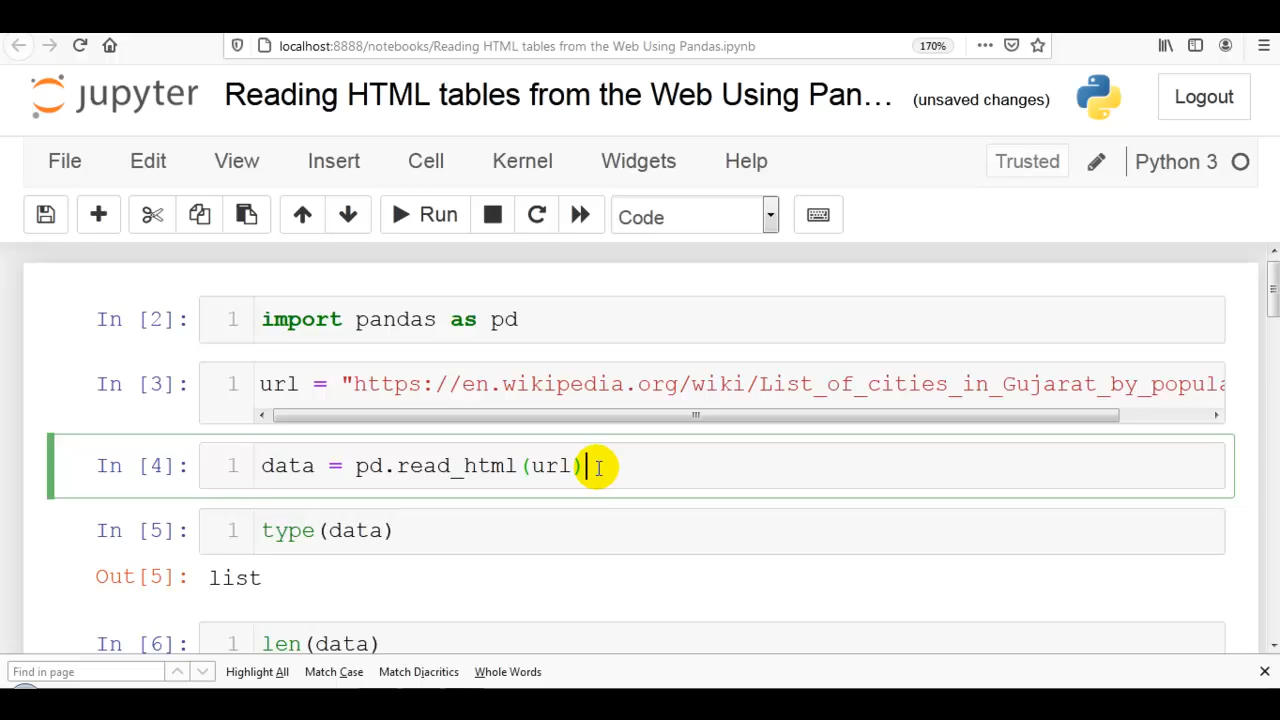 localhost:8888/notebooks/Reading HTML tables from the Web Using Pandas.ipynb 170%
jupyter Reading HTML tables from the Web Using Pan... (unsaved changes) Logout
File Edit View Insert Cell Kernel Widgets Help Trusted Python 3
Run Code
In [2]: 1 import pandas as pd
In [3]: 1 url = "https://en.wikipedia.org/wiki/List_of_cities_in_Gujarat_by_popula
In [4]: 1 data = pd.read_html(url)
In [5]: 1 type(data)
Out[5]: list
In [6]: 1 len(data)
Find in page Highlight All Match Case Match Diacritics Whole Words